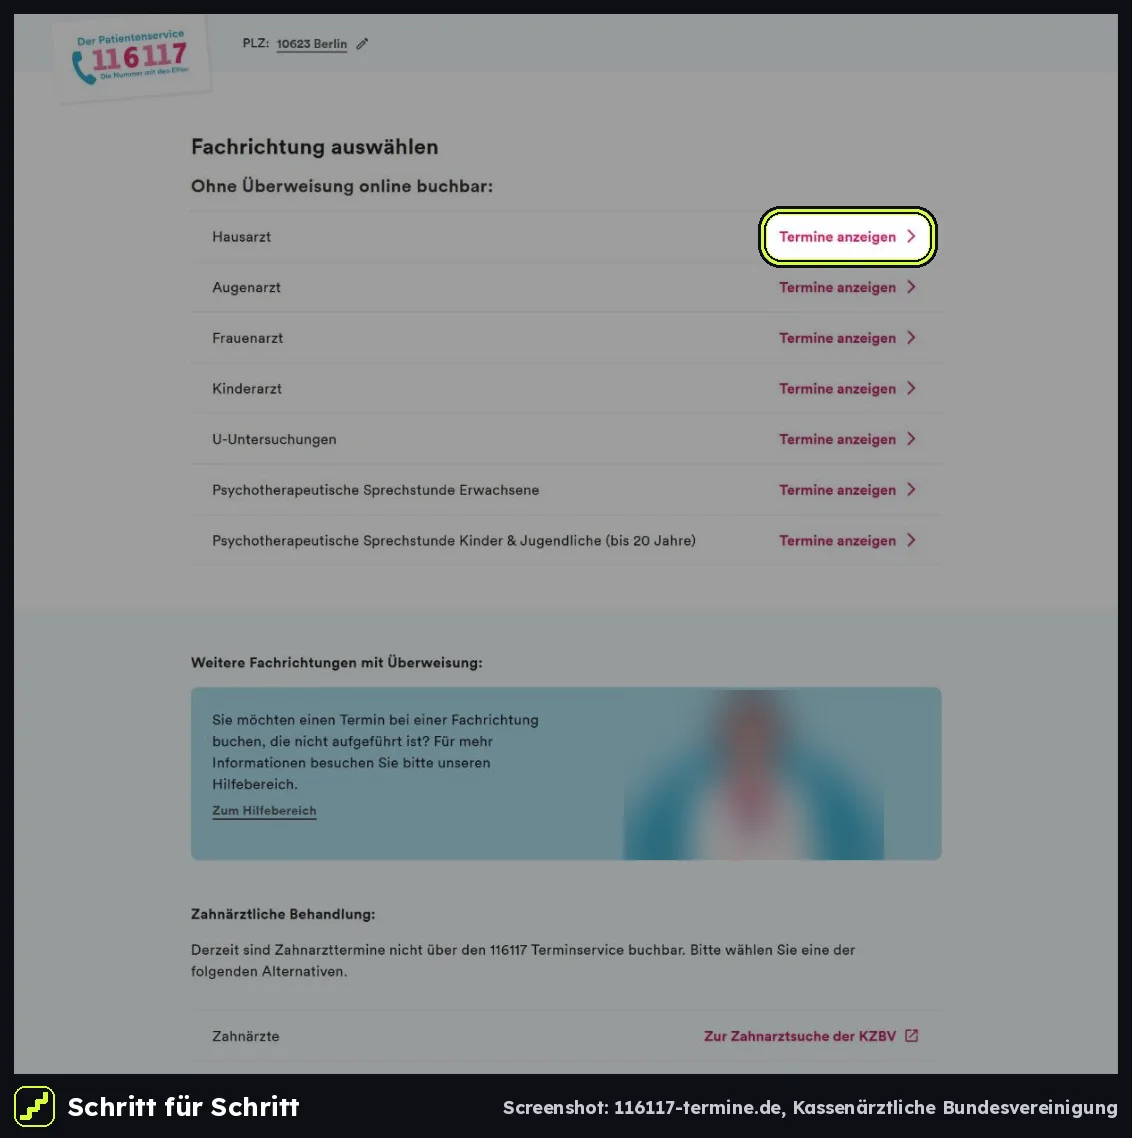 Der Patientenservice
116117
Die Nummer mit den Elfen
PLZ: 10623 Berlin
Fachrichtung auswählen
Ohne Überweisung online buchbar:
Hausarzt Termine anzeigen
Augenarzt Termine anzeigen
Frauenarzt Termine anzeigen
Kinderarzt Termine anzeigen
U-Untersuchungen Termine anzeigen
Psychotherapeutische Sprechstunde Erwachsene Termine anzeigen
Psychotherapeutische Sprechstunde Kinder & Jugendliche (bis 20 Jahre) Termine anzeigen
Weitere Fachrichtungen mit Überweisung:
Sie möchten einen Termin bei einer Fachrichtung
buchen, die nicht aufgeführt ist? Für mehr
Informationen besuchen Sie bitte unseren
Hilfebereich.
Zum Hilfebereich
Zahnärztliche Behandlung:
Derzeit sind Zahnarzttermine nicht über den 116117 Terminservice buchbar. Bitte wählen Sie eine der
folgenden Alternativen.
Zahnärzte Zur Zahnarztsuche der KZBV
Schritt für Schritt
Screenshot: 116117-termine.de, Kassenärztliche Bundesvereinigung